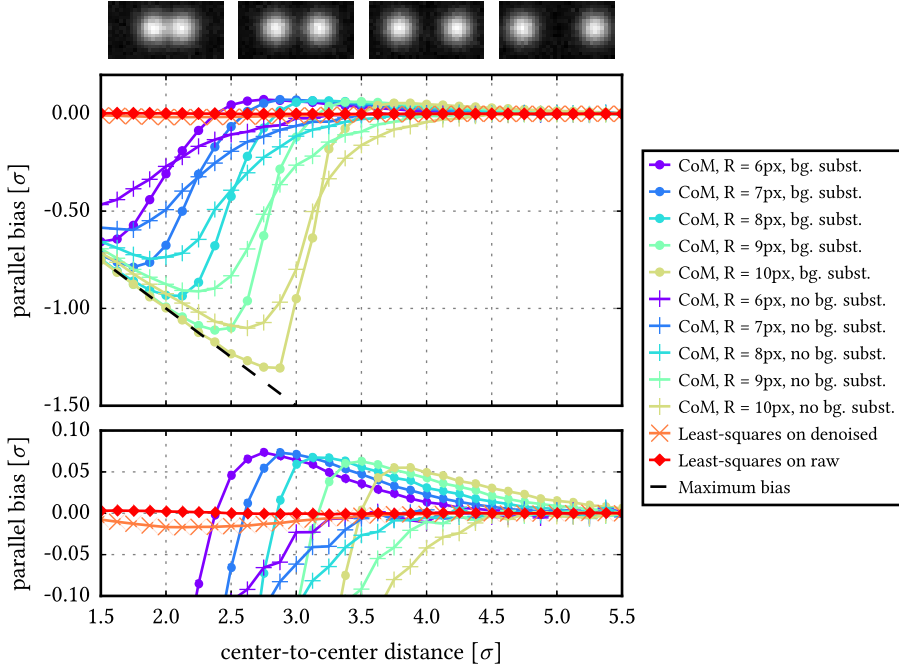 0.00
-0.50
-1.00
-1.50
parallel bias [σ]
0.10
0.05
0.00
-0.05
-0.10
parallel bias [σ]
1.5 2.0 2.5 3.0 3.5 4.0 4.5 5.0 5.5
center-to-center distance [σ]
CoM, R = 6px, bg. subst.
CoM, R = 7px, bg. subst.
CoM, R = 8px, bg. subst.
CoM, R = 9px, bg. subst.
CoM, R = 10px, bg. subst.
CoM, R = 6px, no bg. subst.
CoM, R = 7px, no bg. subst.
CoM, R = 8px, no bg. subst.
CoM, R = 9px, no bg. subst.
CoM, R = 10px, no bg. subst.
Least-squares on denoised
Least-squares on raw
Maximum bias